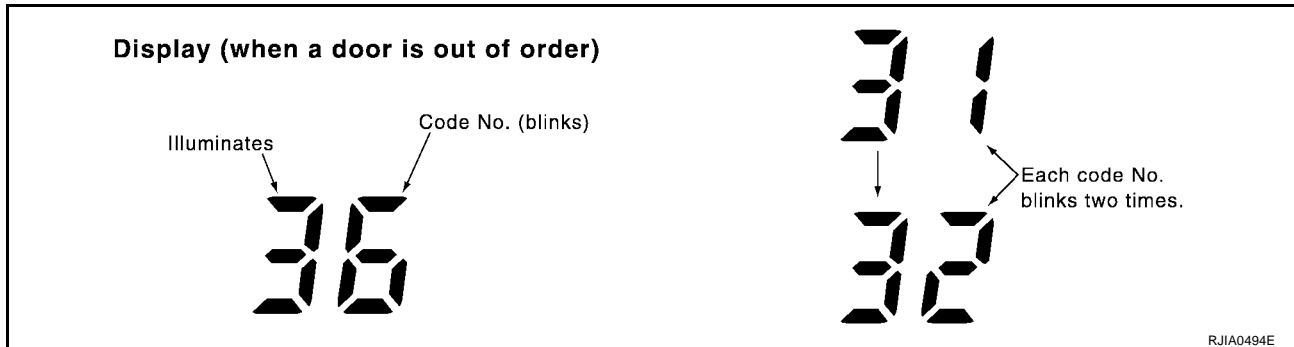 Display (when a door is out of order)
Illuminates
Code No. (blinks)
36
31
Each code No.
blinks two times.
32
RJIA0494E